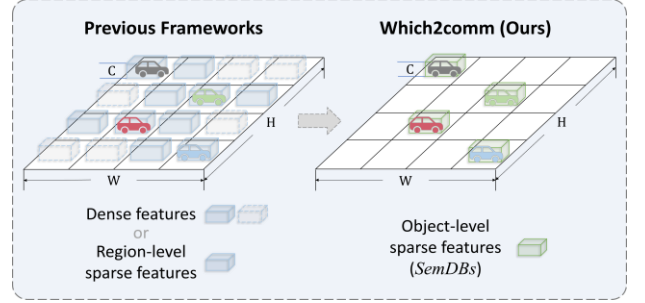 Previous Frameworks
Which2comm (Ours)
C
H
W
C
H
W
Dense features
or
Region-level
sparse features
Object-level
sparse features
(SemDBs)